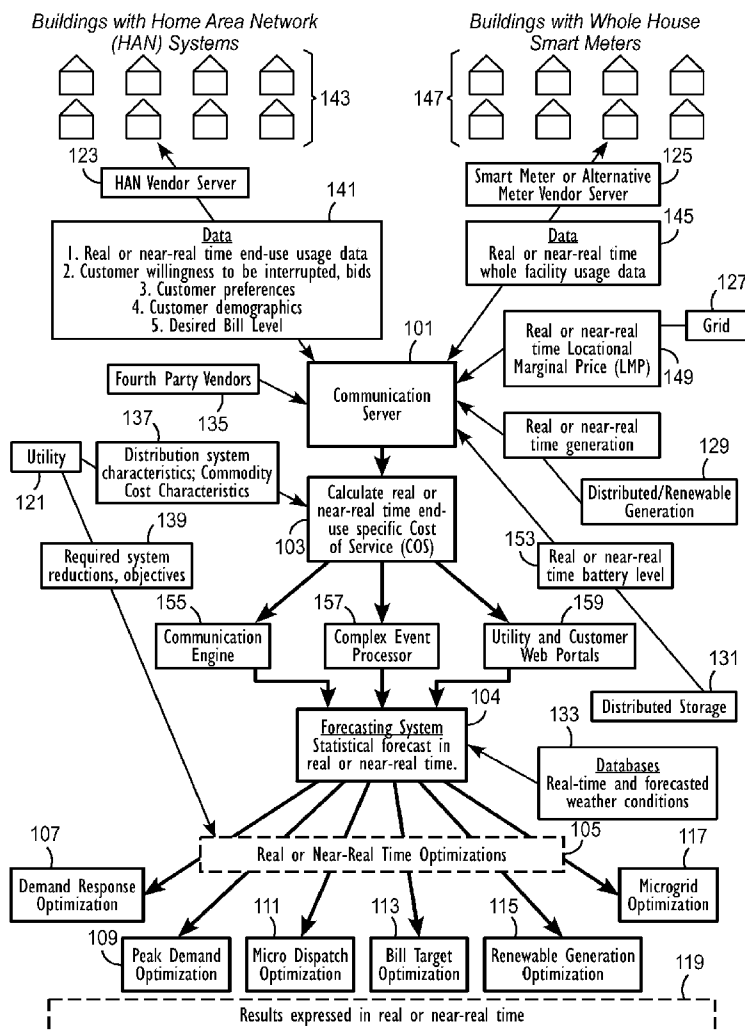 Buildings with Home Area Network
(HAN) Systems
Buildings with Whole House
Smart Meters
143
147
123
HAN Vendor Server
125
Smart Meter or Alternative
Meter Vendor Server
141
Data
1. Real or near-real time end-use usage data
2. Customer willingness to be interrupted, bids
3. Customer preferences
4. Customer demographics
5. Desired Bill Level
145
Data
Real or near-real time
whole facility usage data
127
Grid
101
Communication
Server
Real or near-real
time Locational
Marginal Price (LMP)
149
Fourth Party Vendors
135
137
Distribution system
characteristics; Commodity
Cost Characteristics
Utility
121
Real or near-real
time generation
129
Distributed/Renewable
Generation
Calculate real or
near-real time end-
use specific Cost
of Service (COS)
103
139
Required system
reductions, objectives
153
Real or near-real
time battery level
155
Communication
Engine
157
Complex Event
Processor
159
Utility and Customer
Web Portals
131
Distributed Storage
104
Forecasting System
Statistical forecast in
real or near-real time.
133
Databases
Real-time and forecasted
weather conditions
105
Real or Near-Real Time Optimizations
107
Demand Response
Optimization
117
Microgrid
Optimization
109
Peak Demand
Optimization
111
Micro Dispatch
Optimization
113
Bill Target
Optimization
115
Renewable Generation
Optimization
119
Results expressed in real or near-real time